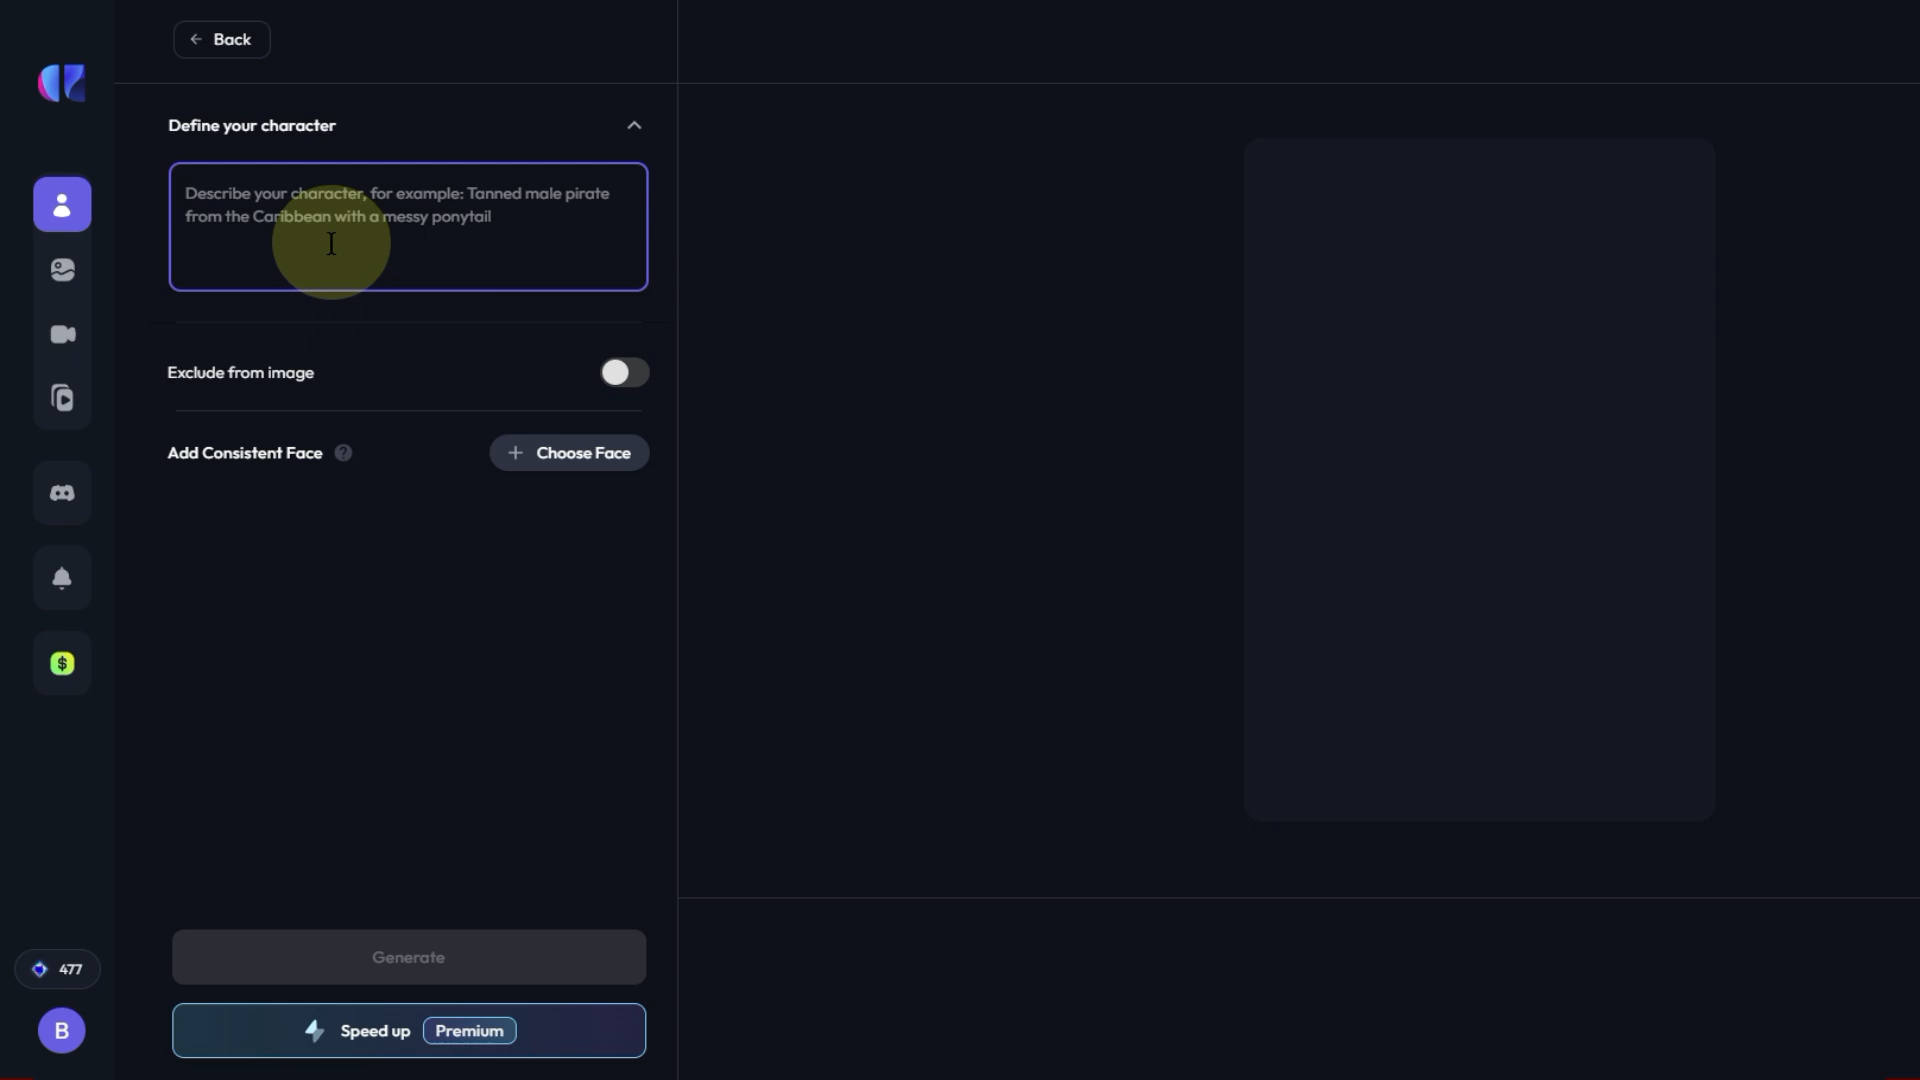 Back
Define your character
Describe your character, for example: Tanned male pirate
from the Caribbean with a messy ponytail
Exclude from image
Add Consistent Face ?
+ Choose Face
$
Generate
477
Speed up Premium
B